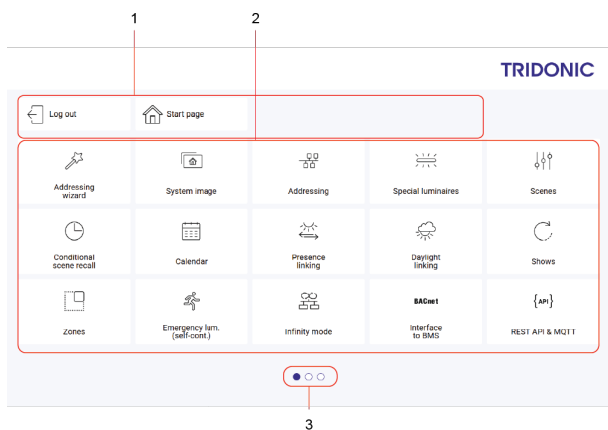 1 2
TRIDONIC
Log out
Start page
Addressing
wizard
System image
Addressing
Special luminaires
Scenes
Conditional
scene recall
Calendar
Presence
linking
Daylight
linking
Shows
Zones
Emergency lum.
(self-cont.)
Infinity mode
BACnet
Interface
to BMS
{API}
REST API & MQTT
3